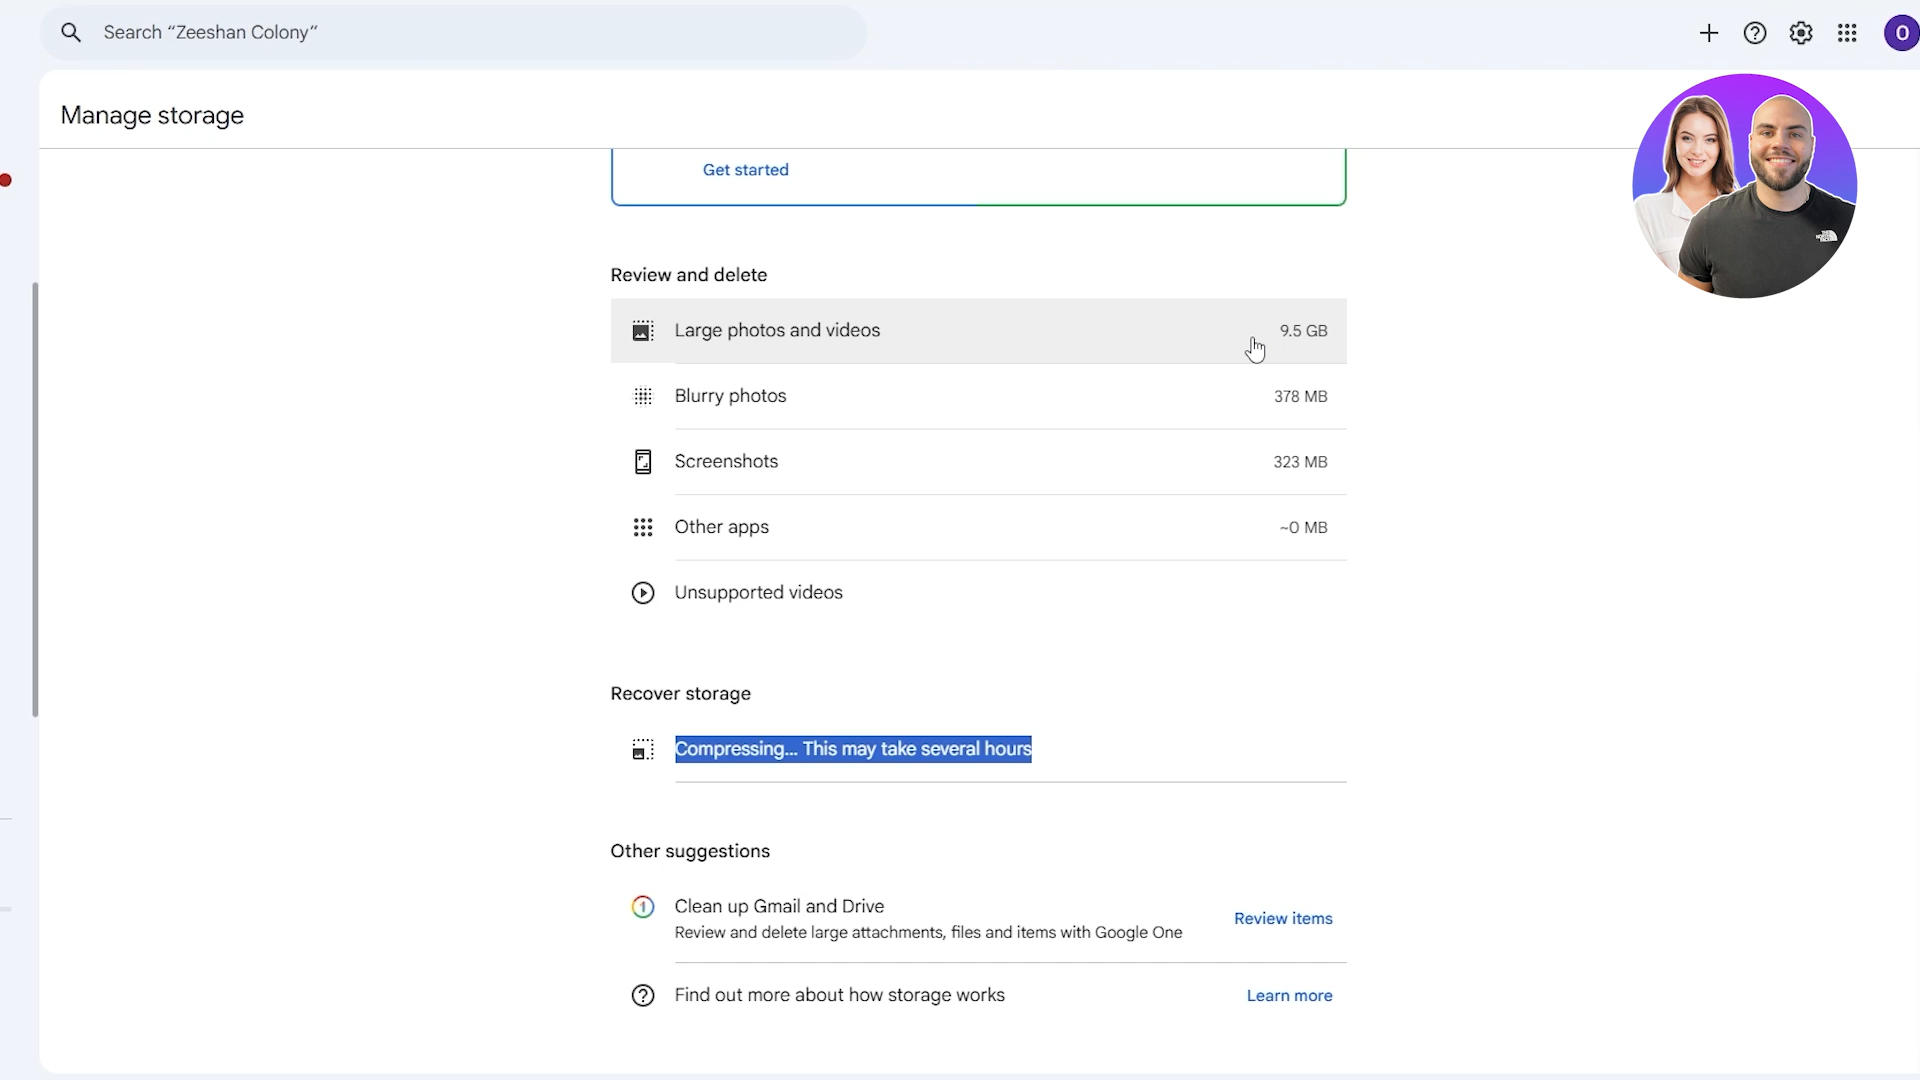 Search “Zeeshan Colony”
O
Manage storage
Get started
Review and delete
Large photos and videos
9.5 GB
Blurry photos
378 MB
Screenshots
323 MB
Other apps
~0 MB
Unsupported videos
Recover storage
Compressing... This may take several hours
Other suggestions
1
Clean up Gmail and Drive
Review and delete large attachments, files and items with Google One
Review items
Find out more about how storage works
Learn more